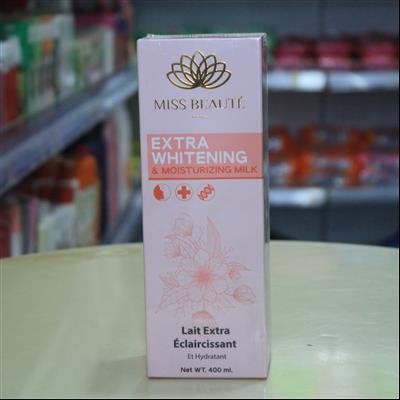 MISS BEAUTÉ
EXTRA
WHITENING
& MOISTURIZING MILK
Lait Extra
Éclaircissant
Et Hydratant
Net WT. 400 ml.